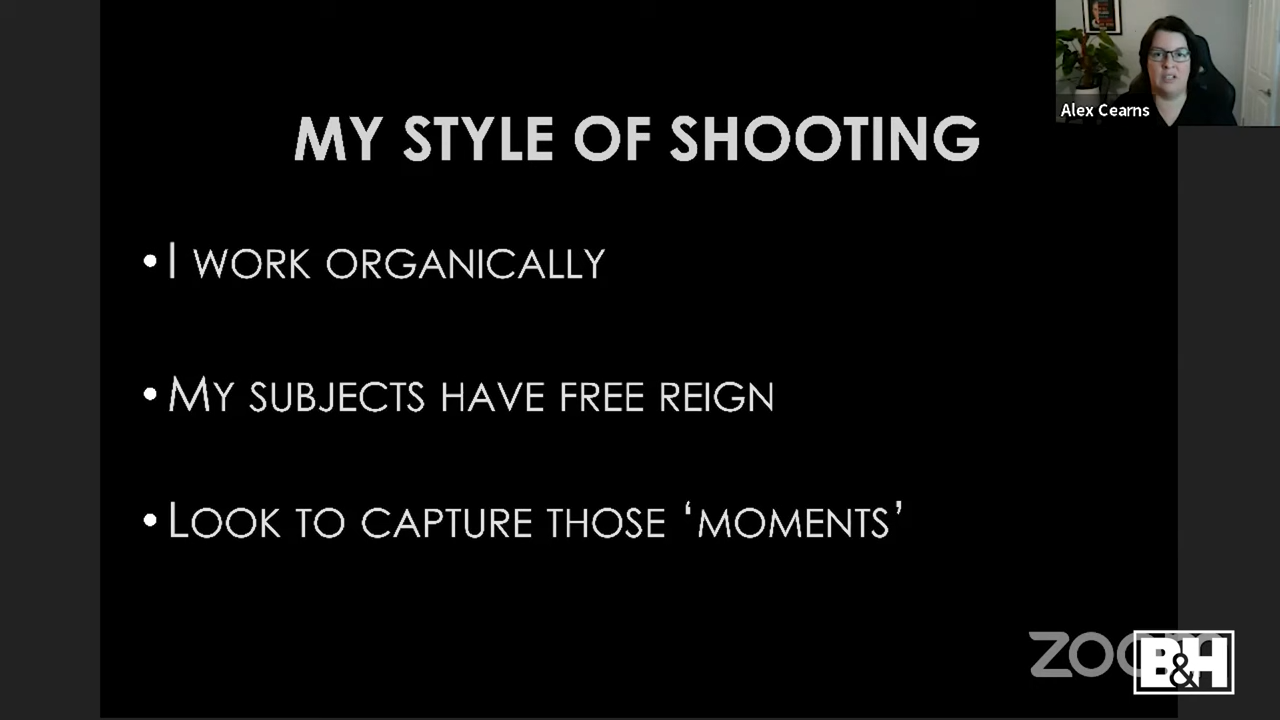 Alex Cearns
MY STYLE OF SHOOTING
• I WORK ORGANICALLY
• MY SUBJECTS HAVE FREE REIGN
• LOOK TO CAPTURE THOSE ‘MOMENTS’
zoom
B&H